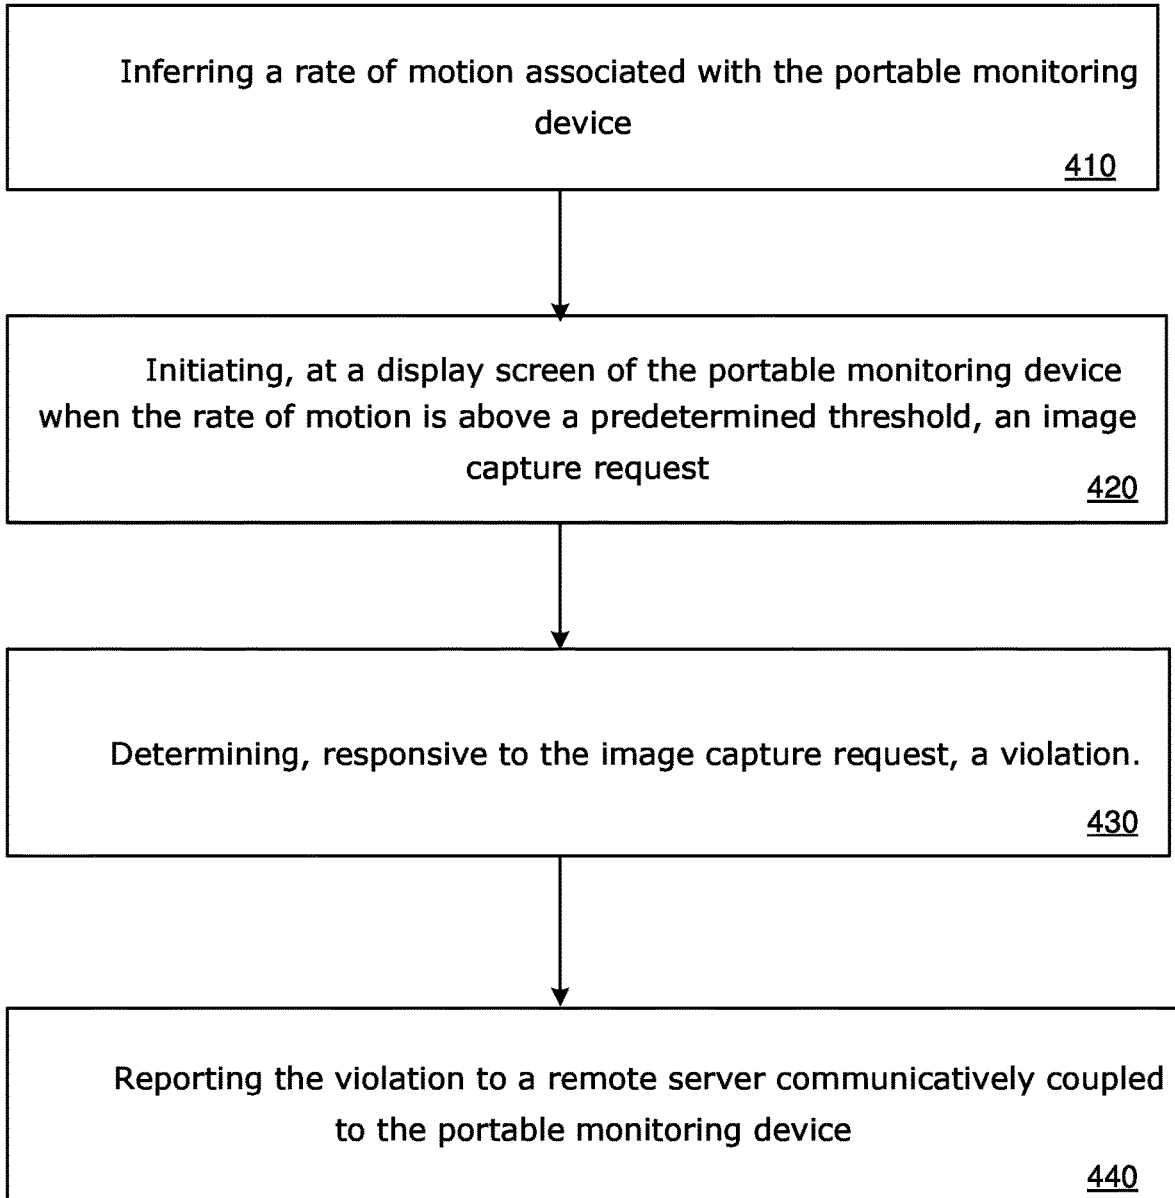 Inferring a rate of motion associated with the portable monitoring
device
410
Initiating, at a display screen of the portable monitoring device
when the rate of motion is above a predetermined threshold, an image
capture request
420
Determining, responsive to the image capture request, a violation.
430
Reporting the violation to a remote server communicatively coupled
to the portable monitoring device
440